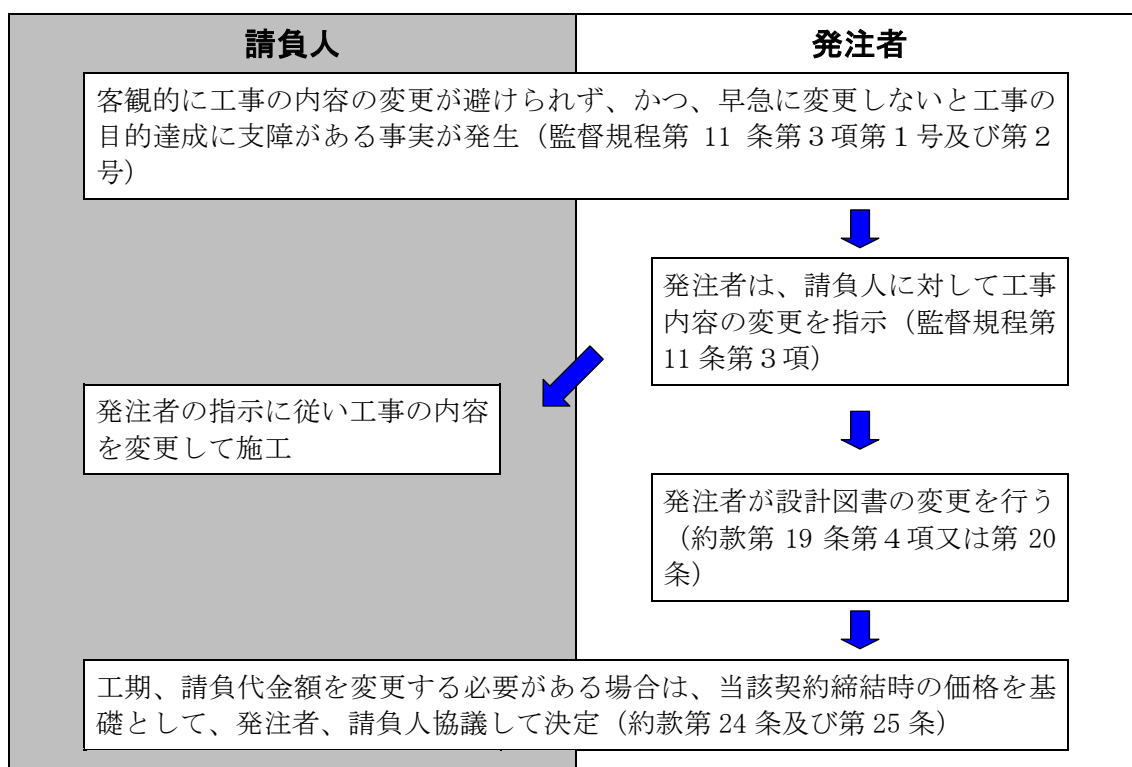 請負人
発注者
客観的に工事の内容の変更が避けられず、かつ、早急に変更しないと工事の
目的達成に支障がある事実が発生（監督規程第 11 条第３項第１号及び第２
号）
発注者は、請負人に対して工事
内容の変更を指示（監督規程第
11 条第３項）
発注者の指示に従い工事の内容
を変更して施工
発注者が設計図書の変更を行う
（約款第 19 条第４項又は第 20
条）
工期、請負代金額を変更する必要がある場合は、当該契約締結時の価格を基
礎として、発注者、請負人協議して決定（約款第 24 条及び第 25 条）